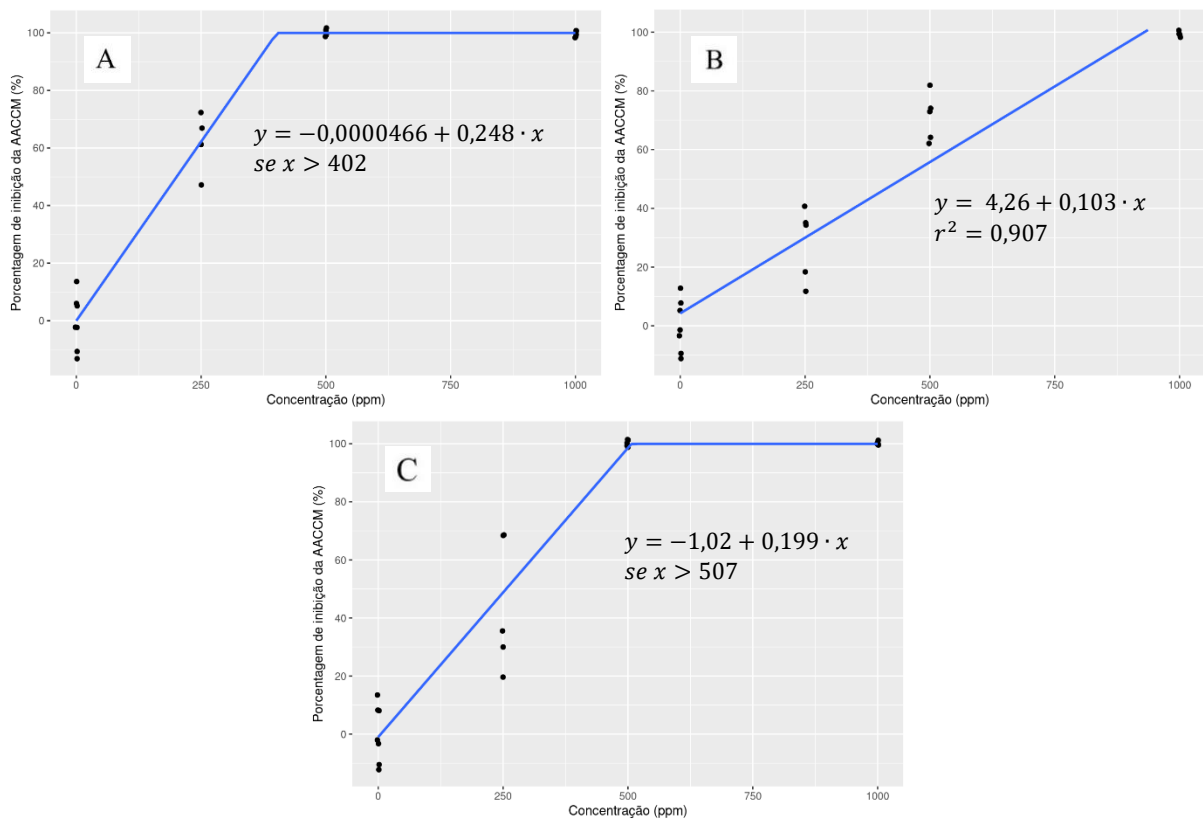 A
Porcentagem de inibição da AACCM (%)
100
80
60
40
20
0
y = −0,0000466 + 0,248 · x
se x > 402
0 250 500 750 1000
Concentração (ppm)
B
Porcentagem de inibição da AACCM (%)
100
80
60
40
20
0
y = 4,26 + 0,103 · x
r² = 0,907
0 250 500 750 1000
Concentração (ppm)
C
Porcentagem de inibição da AACCM (%)
100
80
60
40
20
0
y = −1,02 + 0,199 · x
se x > 507
0 250 500 750 1000
Concentração (ppm)